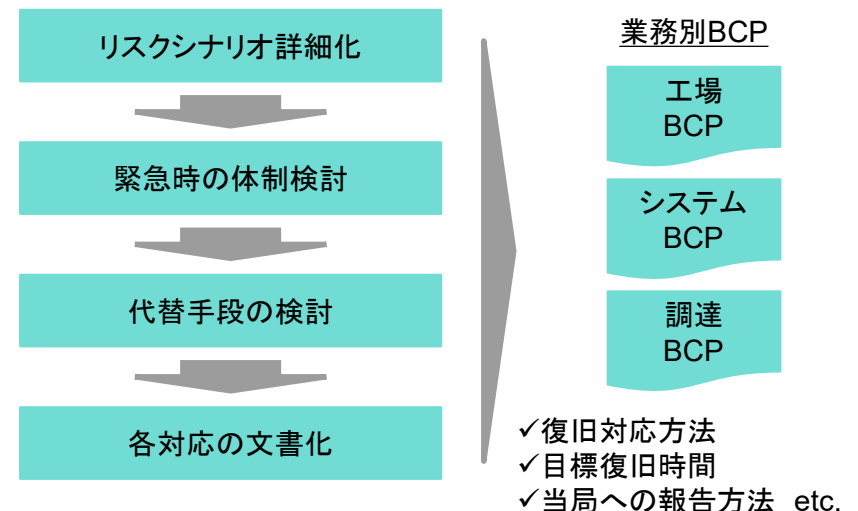 リスクシナリオ詳細化
緊急時の体制検討
代替手段の検討
各対応の文書化
業務別BCP
工場
BCP
システム
BCP
調達
BCP
✓復旧対応方法
✓目標復旧時間
✓当局への報告方法 etc.